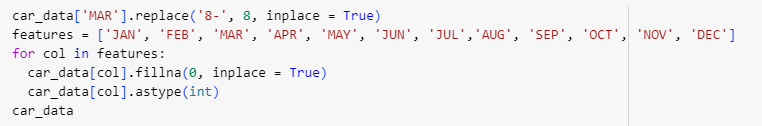 car_data['MAR'].replace('8-', 8, inplace = True)
features = ['JAN', 'FEB', 'MAR', 'APR', 'MAY', 'JUN', 'JUL','AUG', 'SEP', 'OCT', 'NOV', 'DEC']
for col in features:
  car_data[col].fillna(0, inplace = True)
  car_data[col].astype(int)
car_data